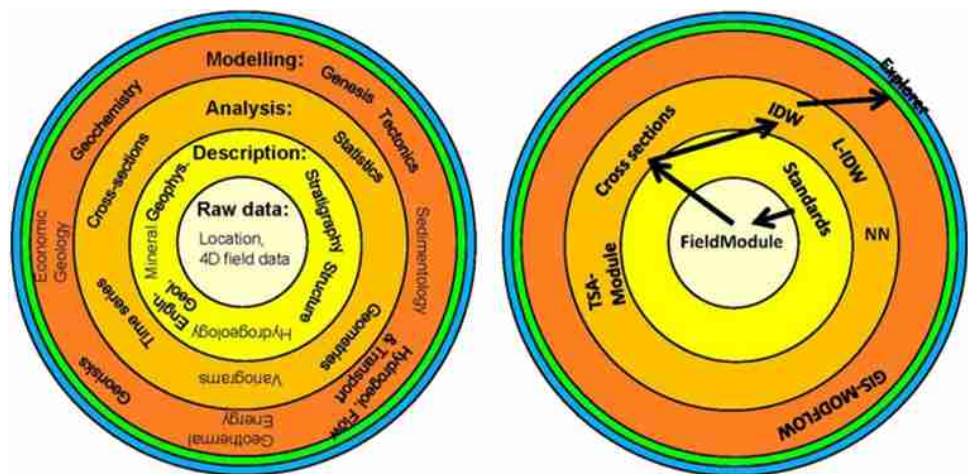 Modelling:
Genesis
Tectonics
Sedimentology
Hydrogeol. Flow
& Transport
Geothermal
Energy
Georisks
Economic
Geology
Geochemistry
Analysis:
Statistics
Geometries
Variograms
Time series
Cross-sections
Description:
Stratigraphy
Structure
Hydrogeology
Engin.
Geol.
Mineral
Geophys.
Raw data:
Location,
4D field data
Explorer
IDW
L-IDW
NN
GIS-MODFLOW
TSA-
Module
Cross sections
Standards
FieldModule